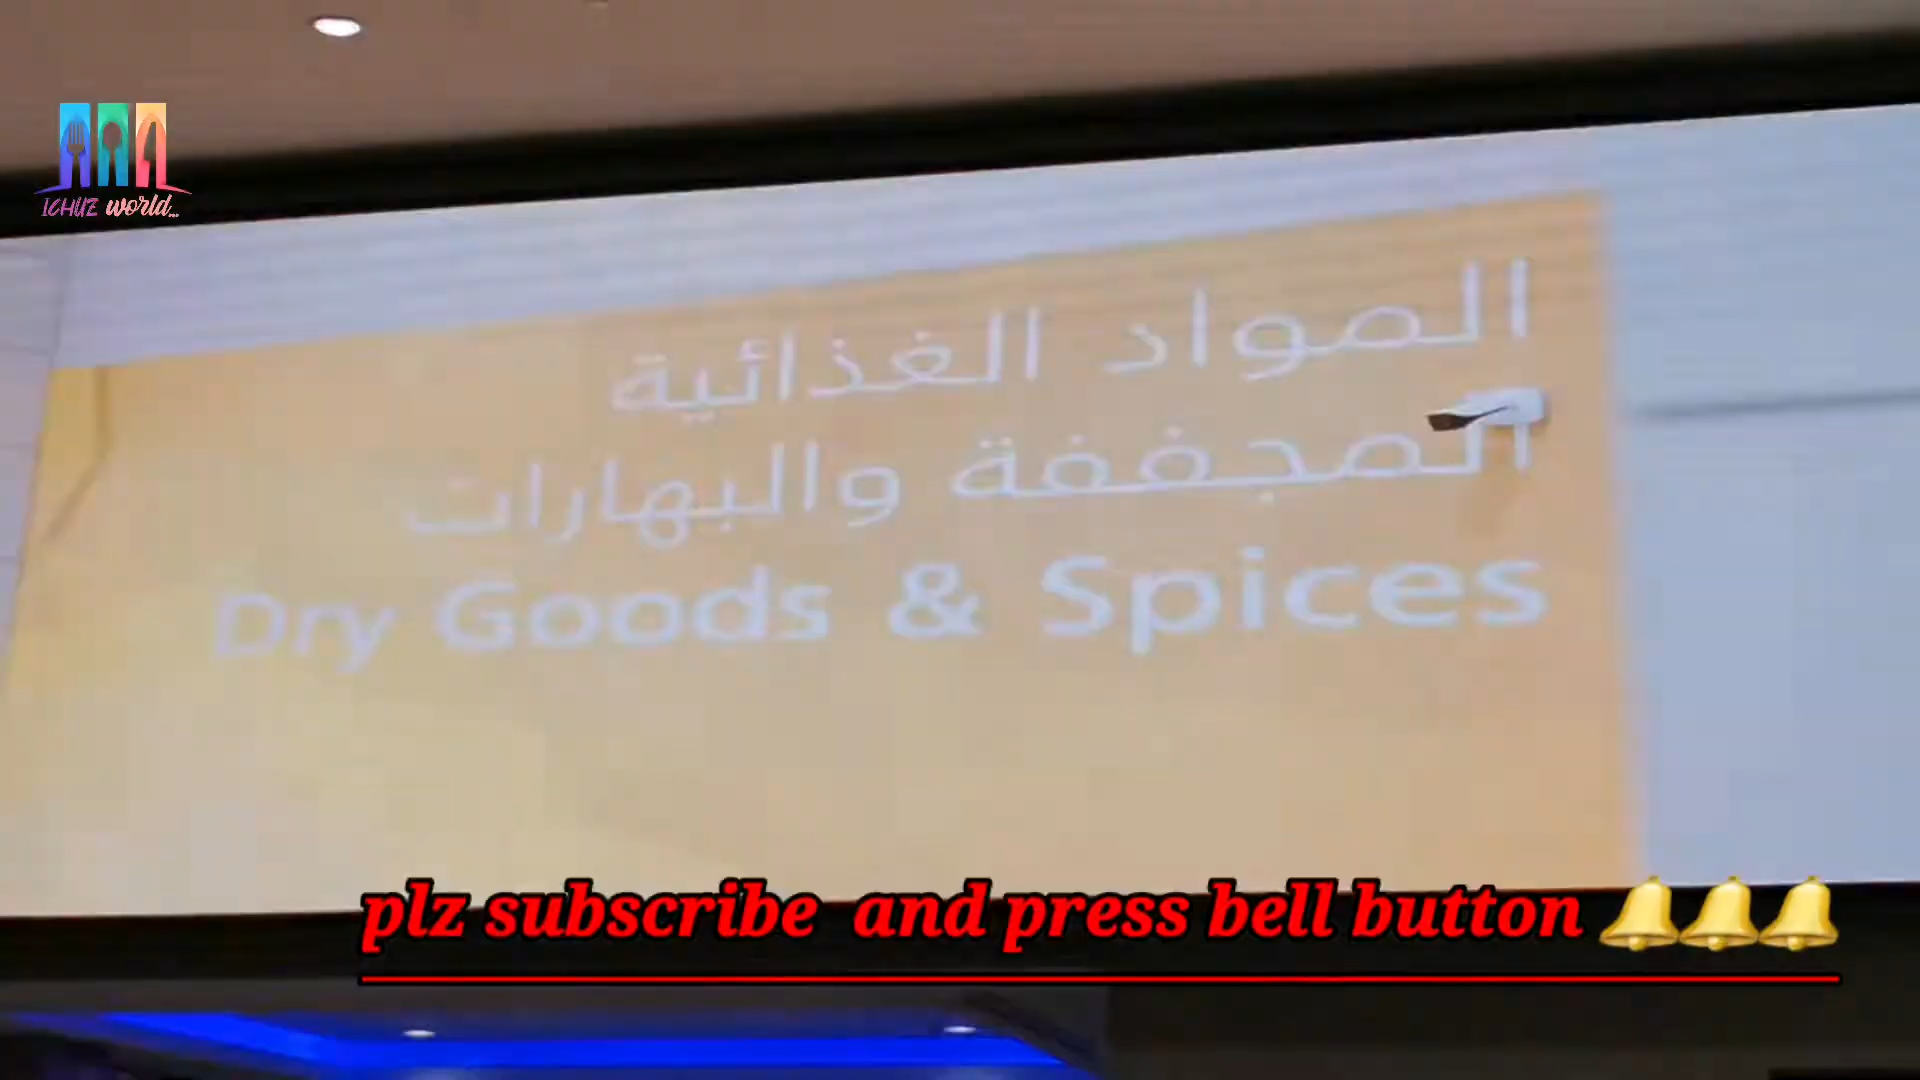 ICHUZ world...
المواد الغذائية
المجففة والبهارات
Dry Goods & Spices
plz subscribe and press bell button 🔔🔔🔔